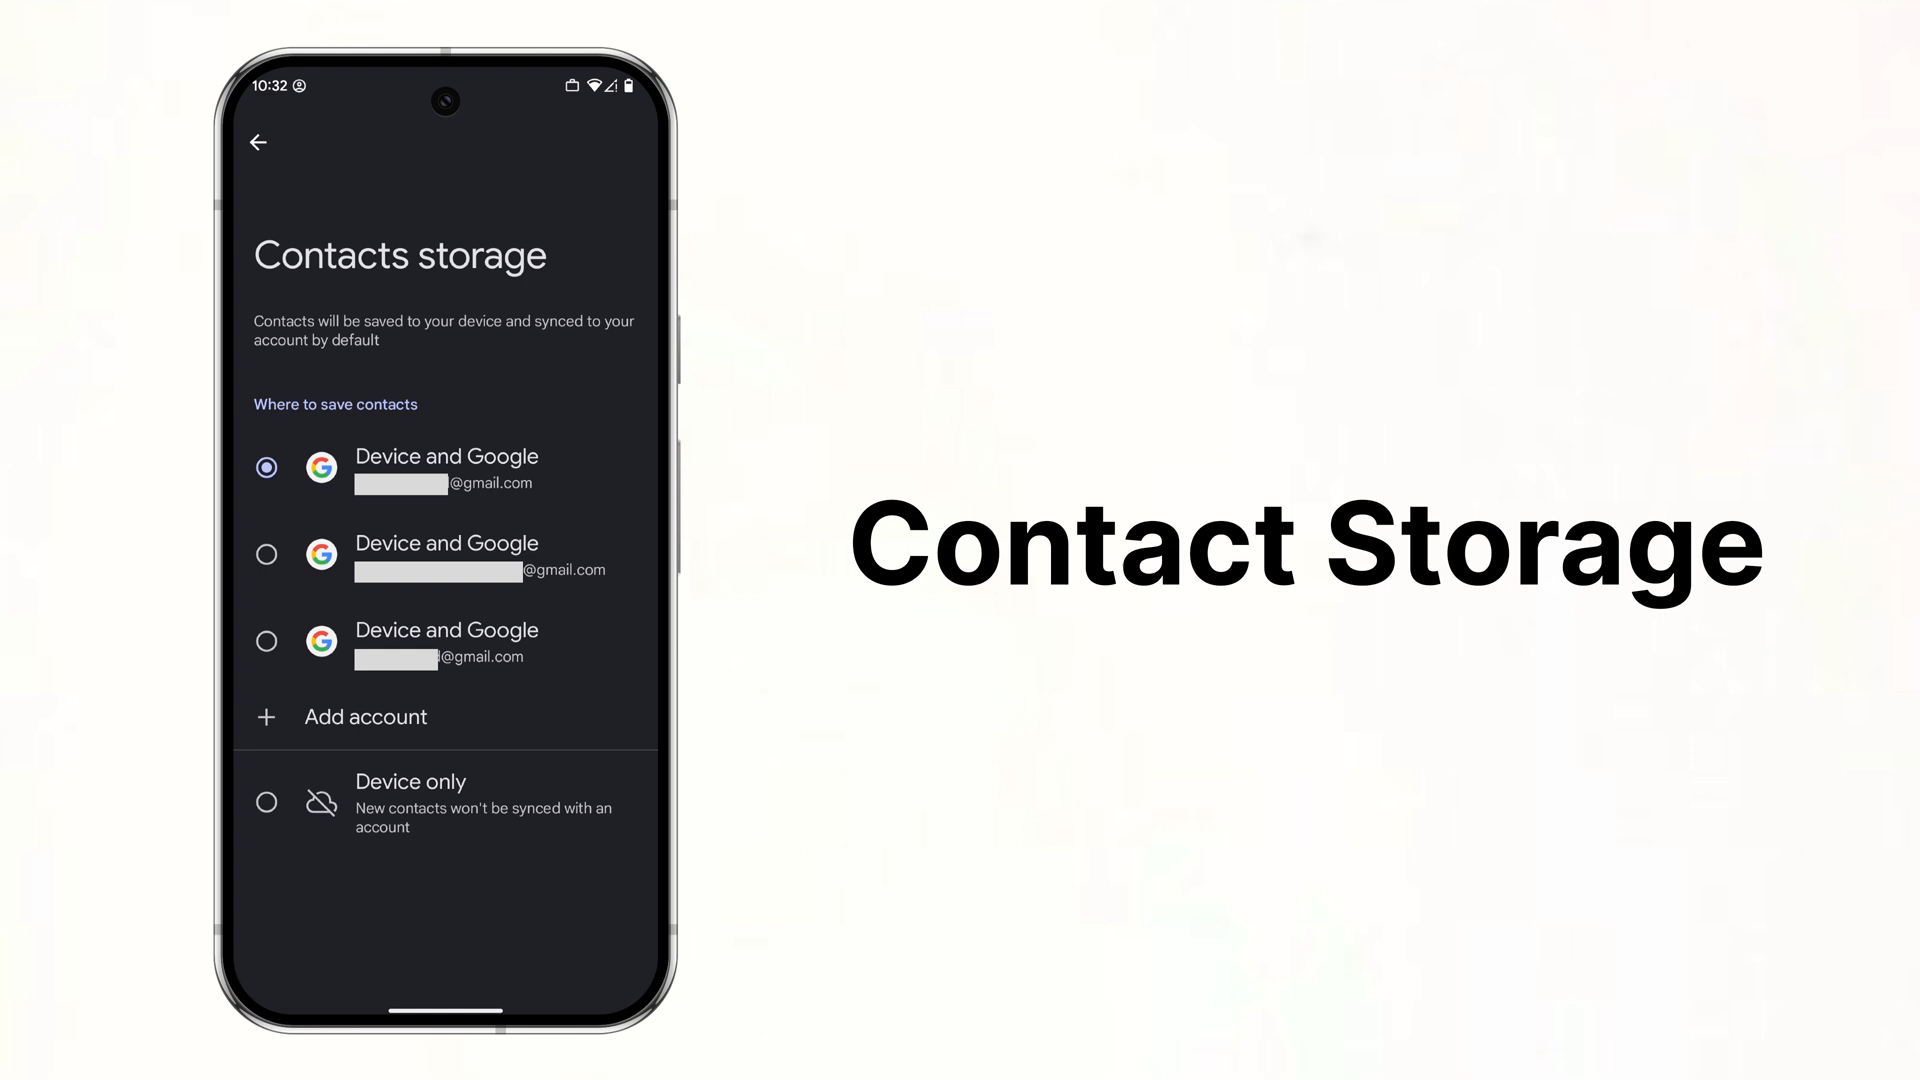 10:32
Contacts storage
Contacts will be saved to your device and synced to your
account by default
Where to save contacts
Device and Google
@gmail.com
Device and Google
@gmail.com
Device and Google
@gmail.com
Add account
Device only
New contacts won't be synced with an
account
Contact Storage